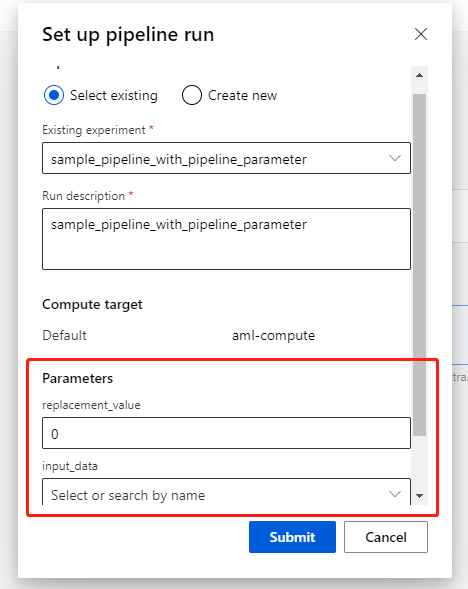 Set up pipeline run
Select existing
Create new
Existing experiment *
sample_pipeline_with_pipeline_parameter
Run description *
sample_pipeline_with_pipeline_parameter
Compute target
Default aml-compute
Parameters
replacement_value
0
input_data
Select or search by name
Submit Cancel
tra.